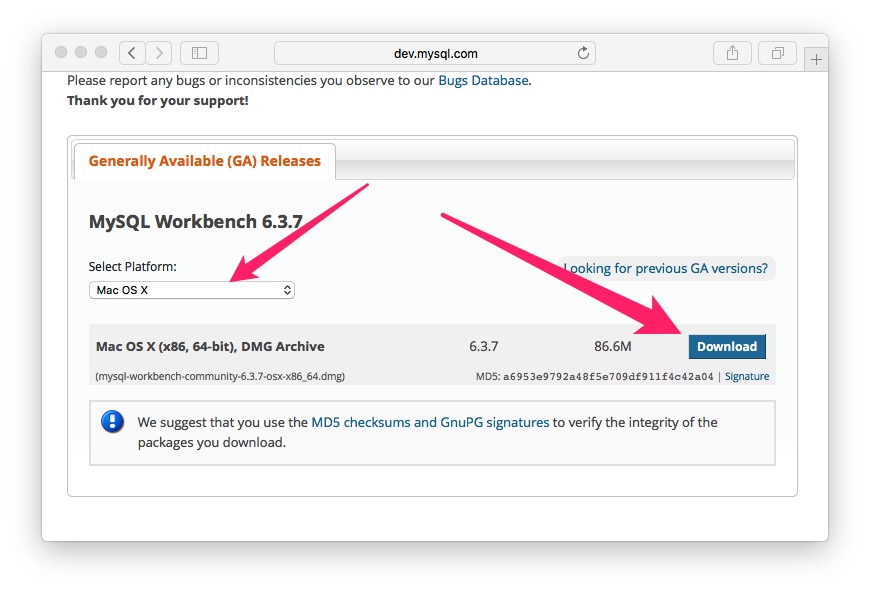 dev.mysql.com
Please report any bugs or inconsistencies you observe to our Bugs Database.
Thank you for your support!
Generally Available (GA) Releases
MySQL Workbench 6.3.7
Select Platform:
Looking for previous GA versions?
Mac OS X
Mac OS X (x86, 64-bit), DMG Archive 6.3.7 86.6M Download
(mysql-workbench-community-6.3.7-osx-x86_64.dmg) MD5: a6953e9792a48f5e709df911f4c42a04 | Signature
We suggest that you use the MD5 checksums and GnuPG signatures to verify the integrity of the
packages you download.